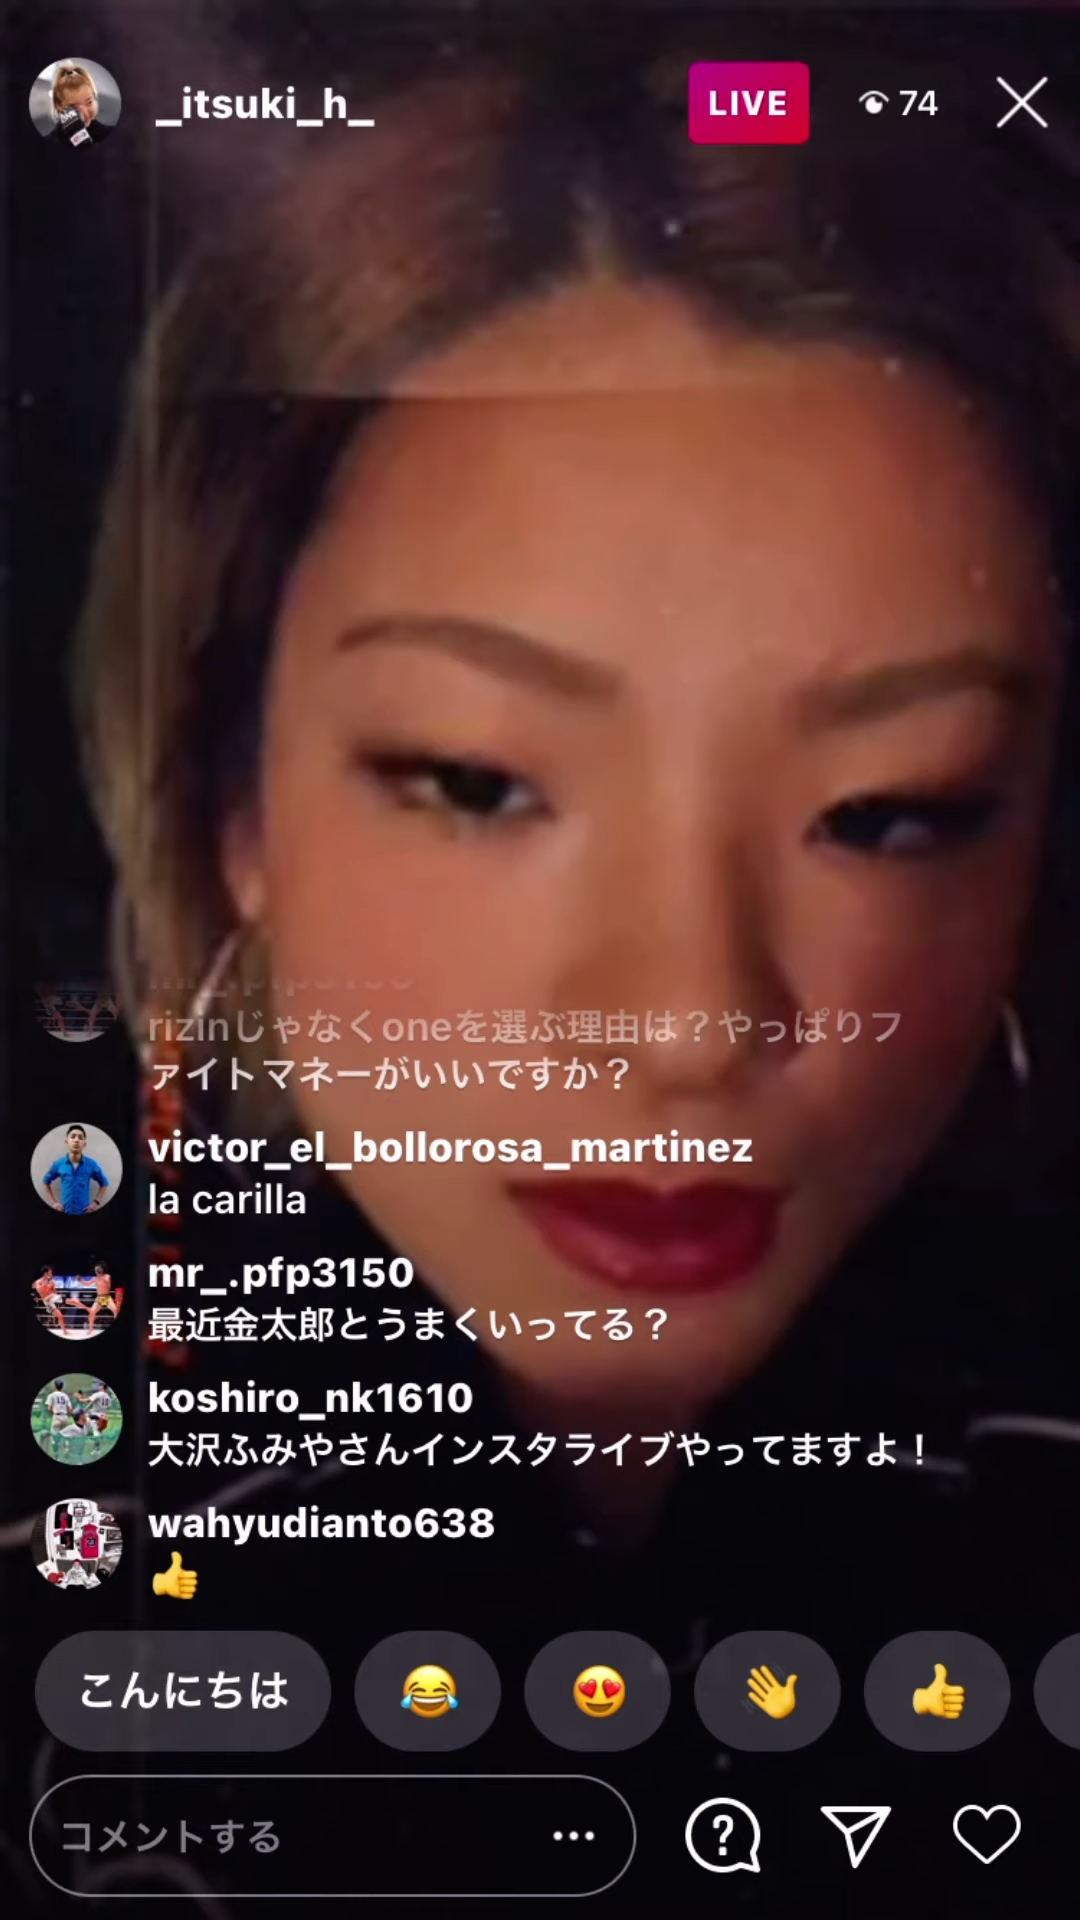 _itsuki_h_
LIVE
74
rizinじゃなくoneを選ぶ理由は？やっぱりフ
ァイトマネーがいいですか？
victor_el_bollorosa_martinez
la carilla
mr_.pfp3150
最近金太郎とうまくいってる？
koshiro_nk1610
大沢ふみやさんインスタライブやってますよ！
wahyudianto638
👍
こんにちは 😂 😍 👋 👍
コメントする